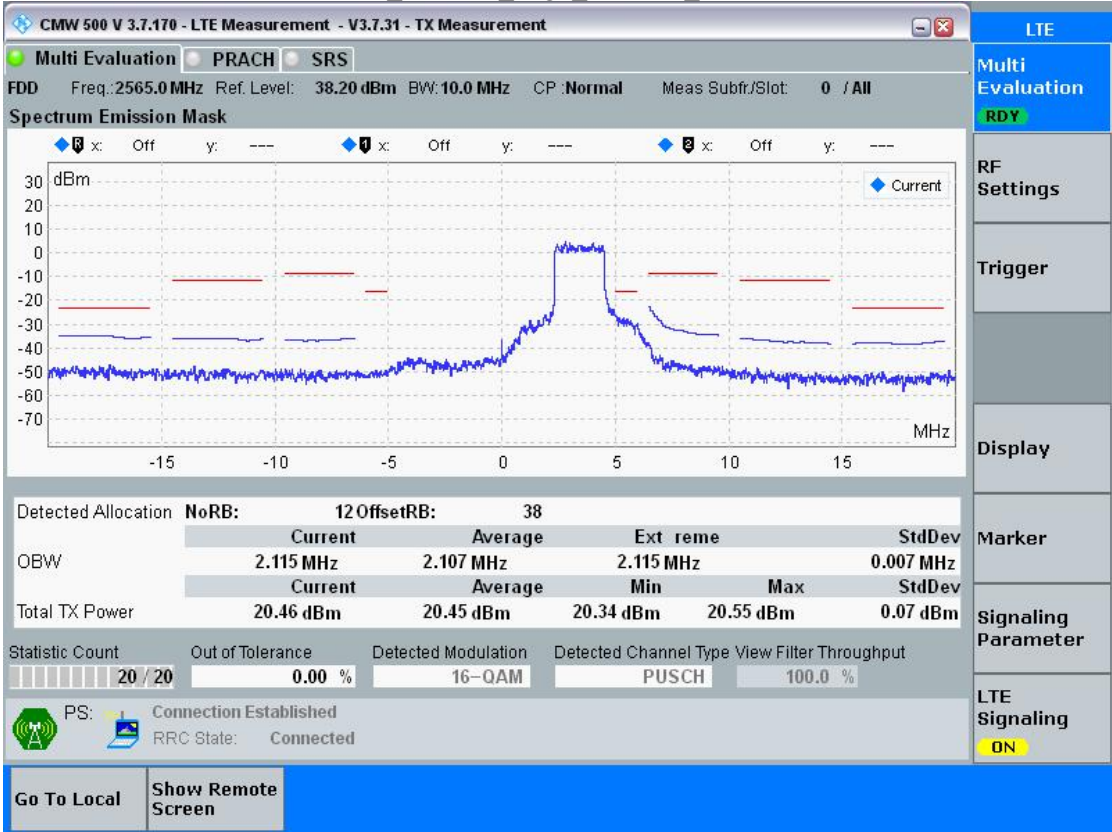 CMW 500 V 3.7.170 - LTE Measurement - V3.7.31 - TX Measurement
LTE
Multi Evaluation PRACH SRS
Multi
Evaluation
RDY
FDD Freq.:2565.0 MHz Ref. Level: 38.20 dBm BW:10.0 MHz CP :Normal Meas Subfr./Slot: 0 / All
Spectrum Emission Mask
R x: Off y: --- 1 x: Off y: --- 2 x: Off y: ---
dBm
Current
30
20
10
0
-10
-20
-30
-40
-50
-60
-70
MHz
-15 -10 -5 0 5 10 15
RF
Settings
Trigger
Display
Marker
Signaling
Parameter
LTE
Signaling
ON
Detected Allocation NoRB: 12 OffsetRB: 38
Current Average Ext reme StdDev
OBW 2.115 MHz 2.107 MHz 2.115 MHz 0.007 MHz
Current Average Min Max StdDev
Total TX Power 20.46 dBm 20.45 dBm 20.34 dBm 20.55 dBm 0.07 dBm
Statistic Count Out of Tolerance Detected Modulation Detected Channel Type View Filter Throughput
20 / 20 0.00 % 16-QAM PUSCH 100.0 %
PS: Connection Established
RRC State: Connected
Go To Local
Show Remote
Screen